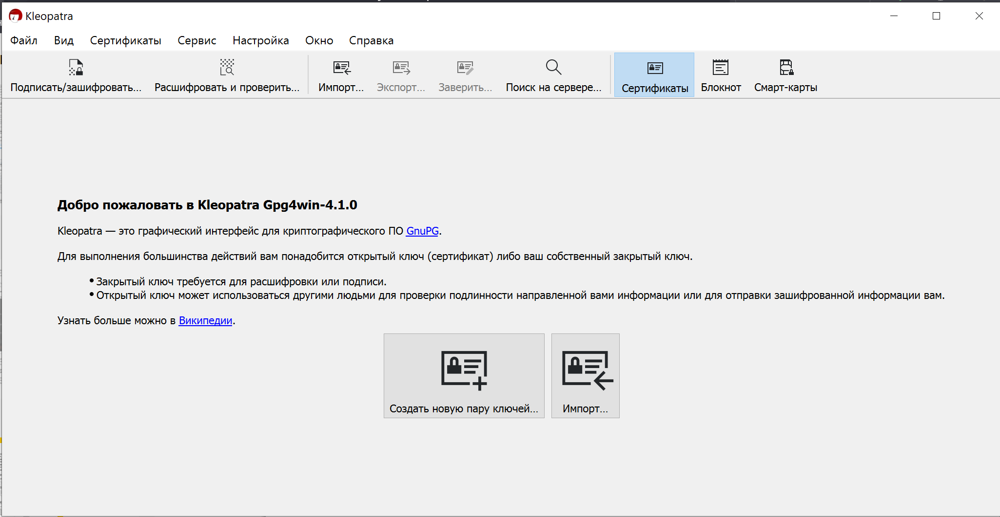 Kleopatra
Файл Вид Сертификаты Сервис Настройка Окно Справка
Подписать/зашифровать... Расшифровать и проверить... Импорт... Экспорт... Заверить... Поиск на сервере... Сертификаты Блокнот Смарт-карты
Добро пожаловать в Kleopatra Gpg4win-4.1.0
Kleopatra — это графический интерфейс для криптографического ПО GnuPG.
Для выполнения большинства действий вам понадобится открытый ключ (сертификат) либо ваш собственный закрытый ключ.
• Закрытый ключ требуется для расшифровки или подписи.
• Открытый ключ может использоваться другими людьми для проверки подлинности направленной вами информации или для отправки зашифрованной информации вам.
Узнать больше можно в Википедии.
Создать новую пару ключей... Импорт...